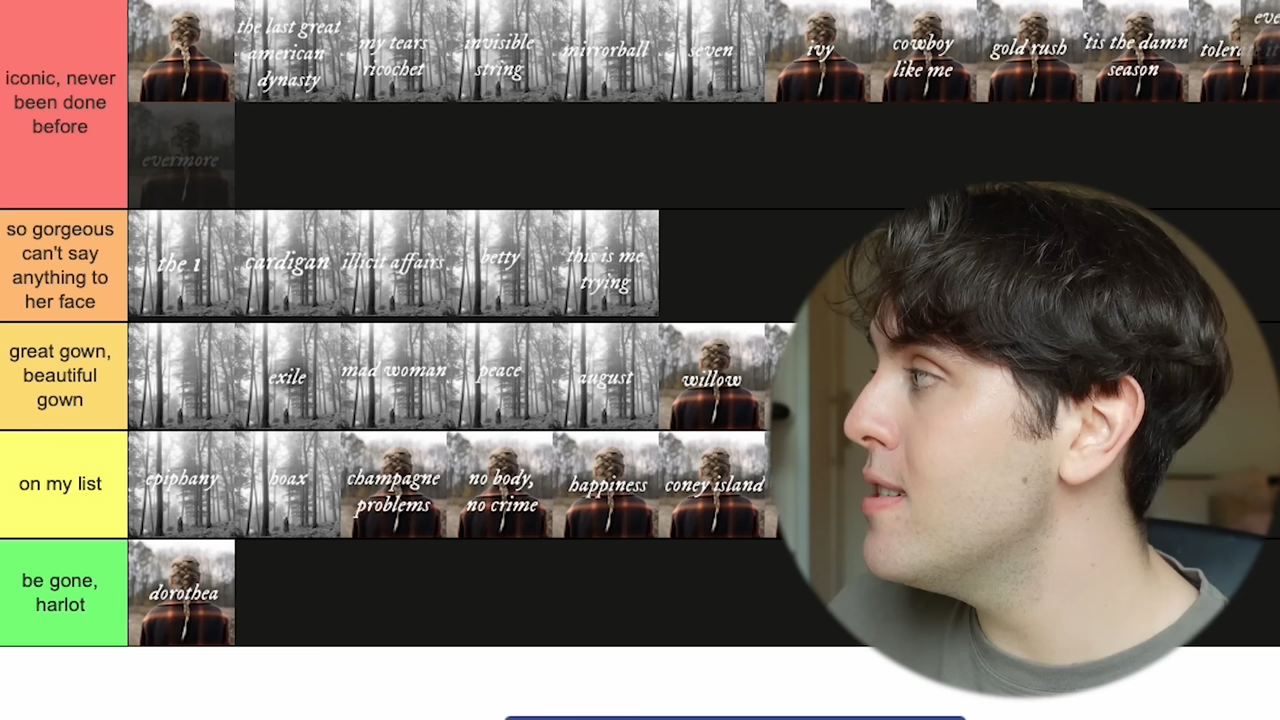 iconic, never
been done
before
the last great
american
dynasty
my tears
ricochet
invisible
string
mirrorball
seven
ivy
cowboy
like me
gold rush
'tis the damn
season
evermore
so gorgeous
can't say
anything to
her face
the 1
cardigan
illicit affairs
betty
this is me
trying
great gown,
beautiful
gown
exile
mad woman
peace
august
willow
on my list
epiphany
hoax
champagne
problems
no body,
no crime
happiness
coney island
be gone,
harlot
dorothea